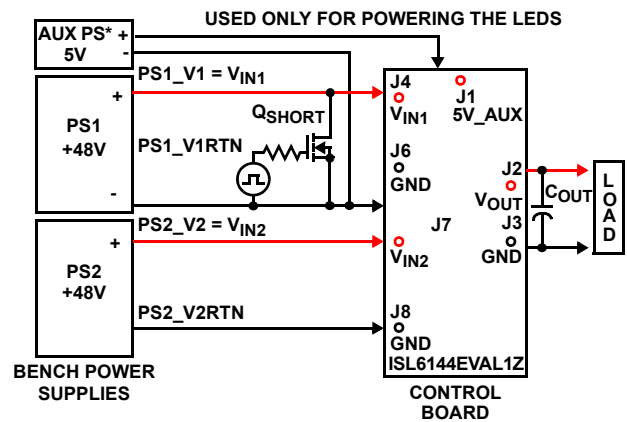 USED ONLY FOR POWERING THE LEDS
AUX PS* +
5V -
+
PS1
+48V
-
PS1_V1 = VIN1
QSHORT
PS1_V1RTN
PS2_V2 = VIN2
+
PS2
+48V
PS2_V2RTN
BENCH POWER
SUPPLIES
J4
VIN1
J1
5V_AUX
J6
GND
J2
VOUT
J7
J3
GND
VIN2
J8
GND
ISL6144EVAL1Z
CONTROL
BOARD
COUT
LOAD